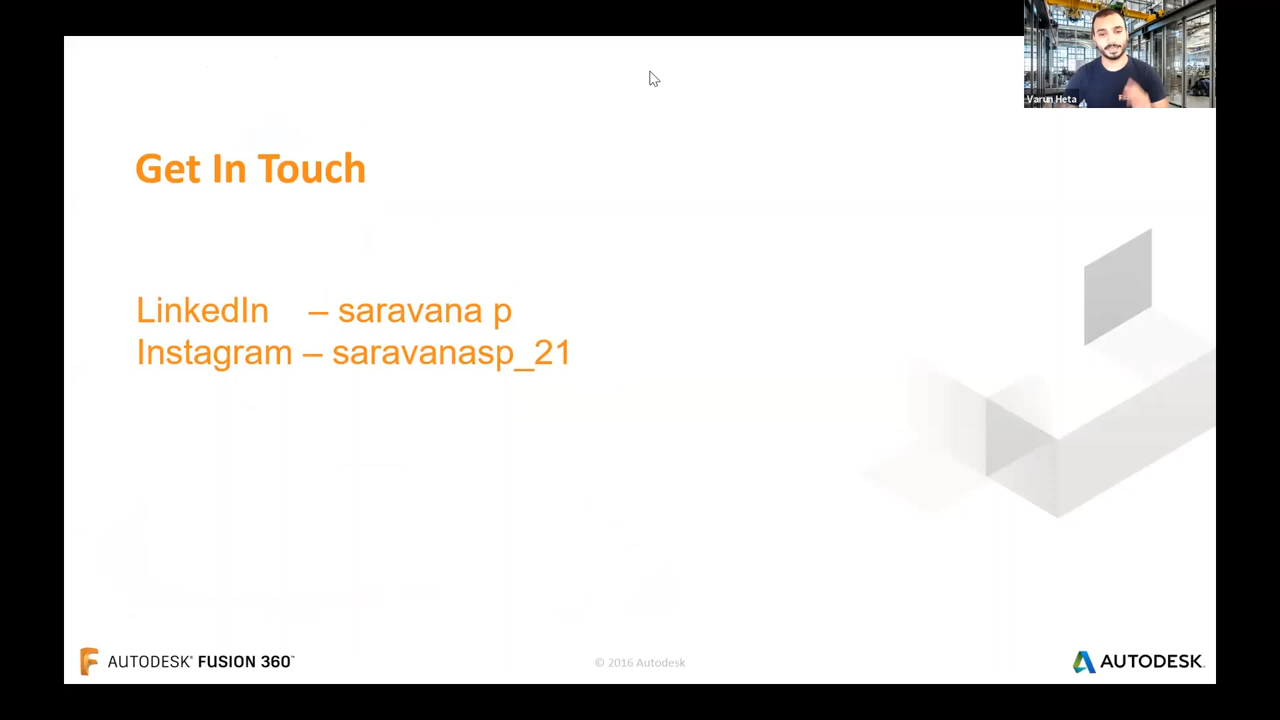 Varun Heta
Get In Touch
LinkedIn – saravana p
Instagram – saravanasp_21
AUTODESK® FUSION 360™
© 2016 Autodesk
AUTODESK.